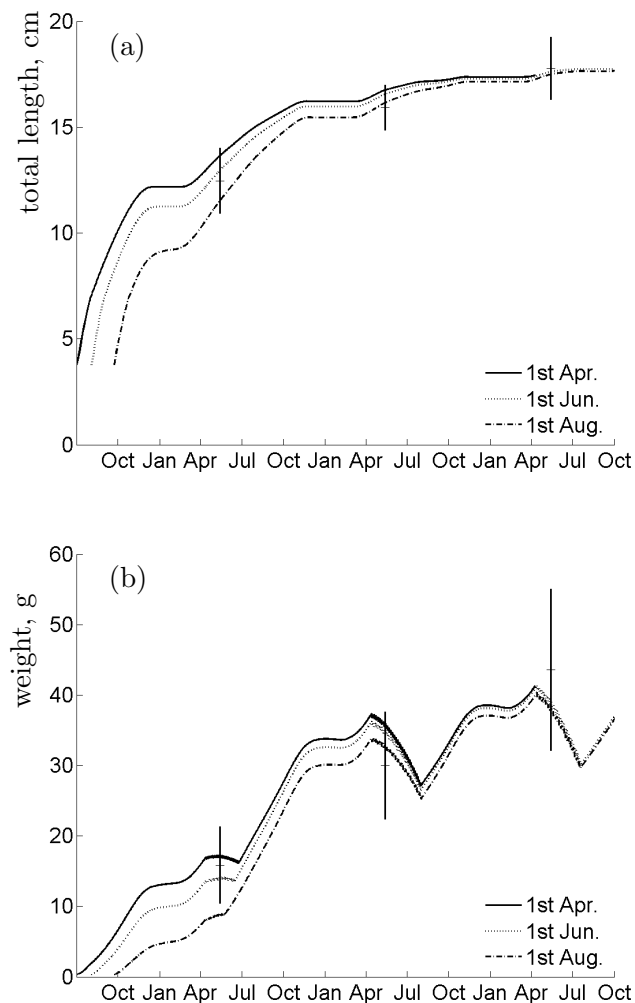 20
(a)
15
total length, cm
10
5
1st Apr.
1st Jun.
1st Aug.
0
Oct Jan Apr Jul Oct Jan Apr Jul Oct Jan Apr Jul Oct
60
(b)
50
weight, g
40
30
20
10
1st Apr.
1st Jun.
1st Aug.
0
Oct Jan Apr Jul Oct Jan Apr Jul Oct Jan Apr Jul Oct